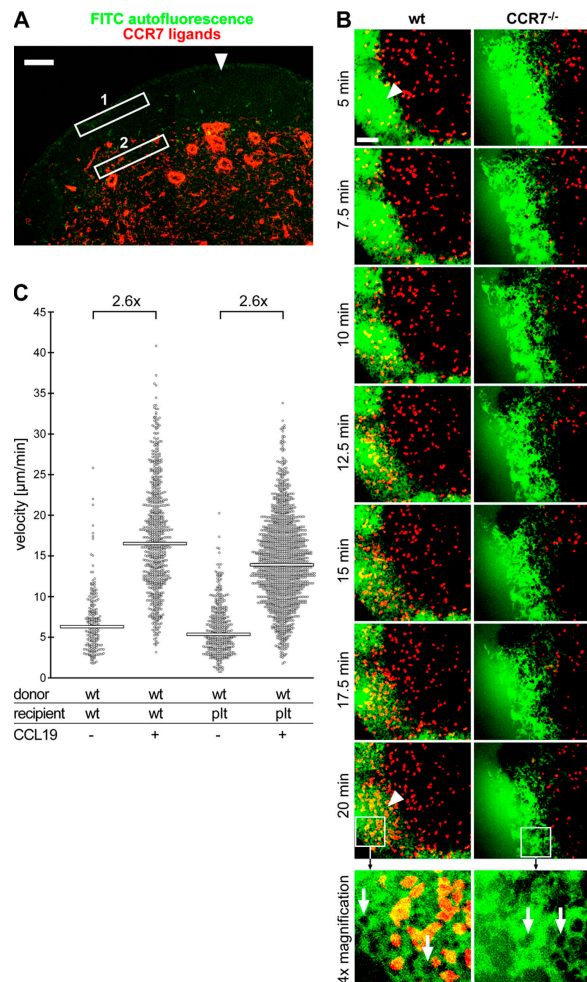 A
FITC autofluorescence
CCR7 ligands
1
2
B
wt CCR7-/-
5 min
7.5 min
10 min
12.5 min
15 min
17.5 min
20 min
4x magnification
C
2.6x 2.6x
velocity [µm/min]
45
40
35
30
25
20
15
10
5
0
donor wt wt wt wt
recipient wt wt plt plt
CCL19 - + - +